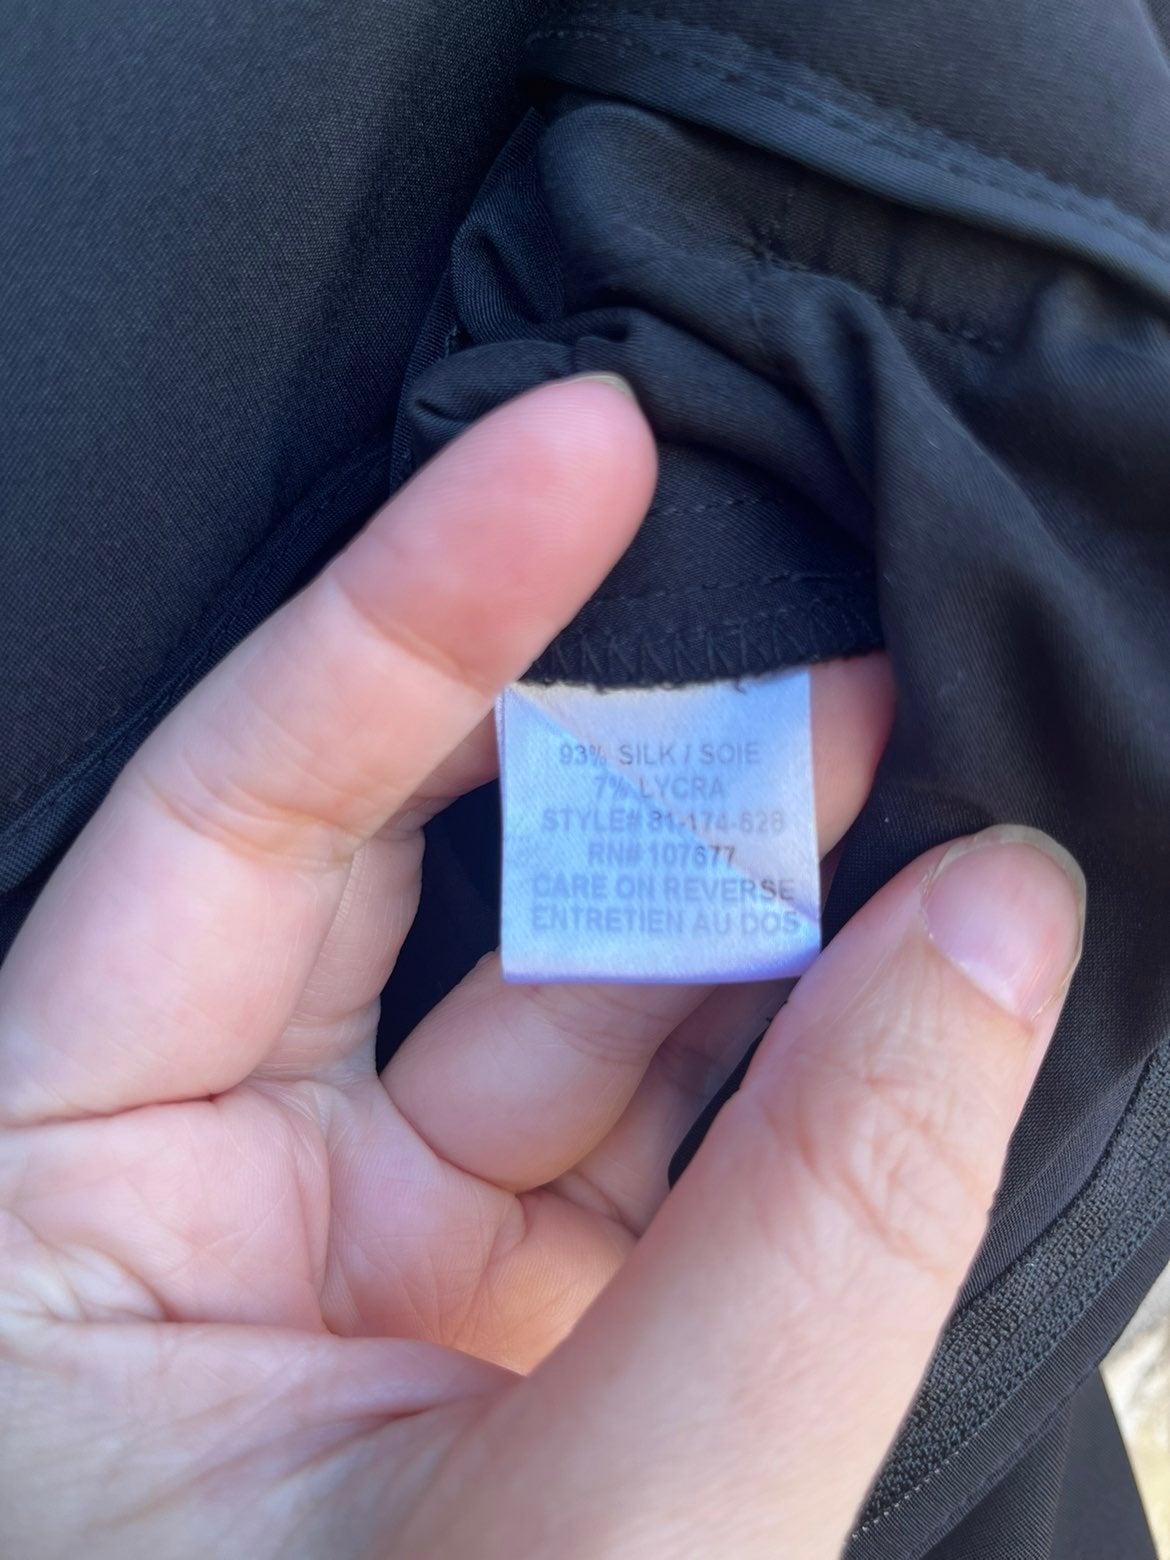 93% SILK / SOIE
7% LYCRA
STYLE# 81-174-628
RN# 107677
CARE ON REVERSE
ENTRETIEN AU DOS